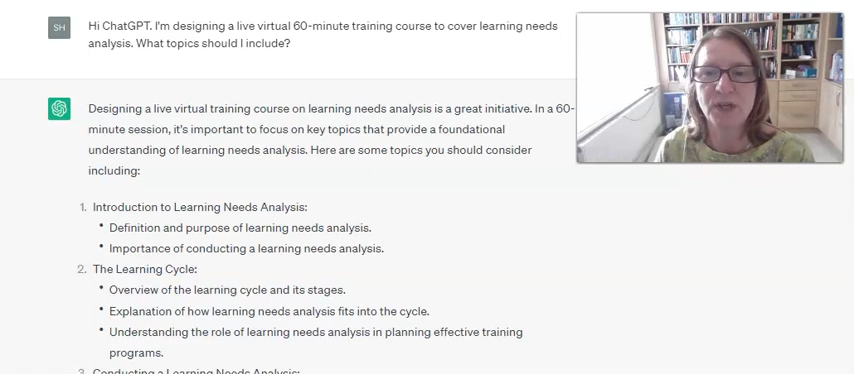 SH
Hi ChatGPT. I'm designing a live virtual 60-minute training course to cover learning needs
analysis. What topics should I include?
Designing a live virtual training course on learning needs analysis is a great initiative. In a 60-
minute session, it's important to focus on key topics that provide a foundational
understanding of learning needs analysis. Here are some topics you should consider
including:
1. Introduction to Learning Needs Analysis:
• Definition and purpose of learning needs analysis.
• Importance of conducting a learning needs analysis.
2. The Learning Cycle:
• Overview of the learning cycle and its stages.
• Explanation of how learning needs analysis fits into the cycle.
• Understanding the role of learning needs analysis in planning effective training
programs.
3. Conducting a Learning Needs Analysis: